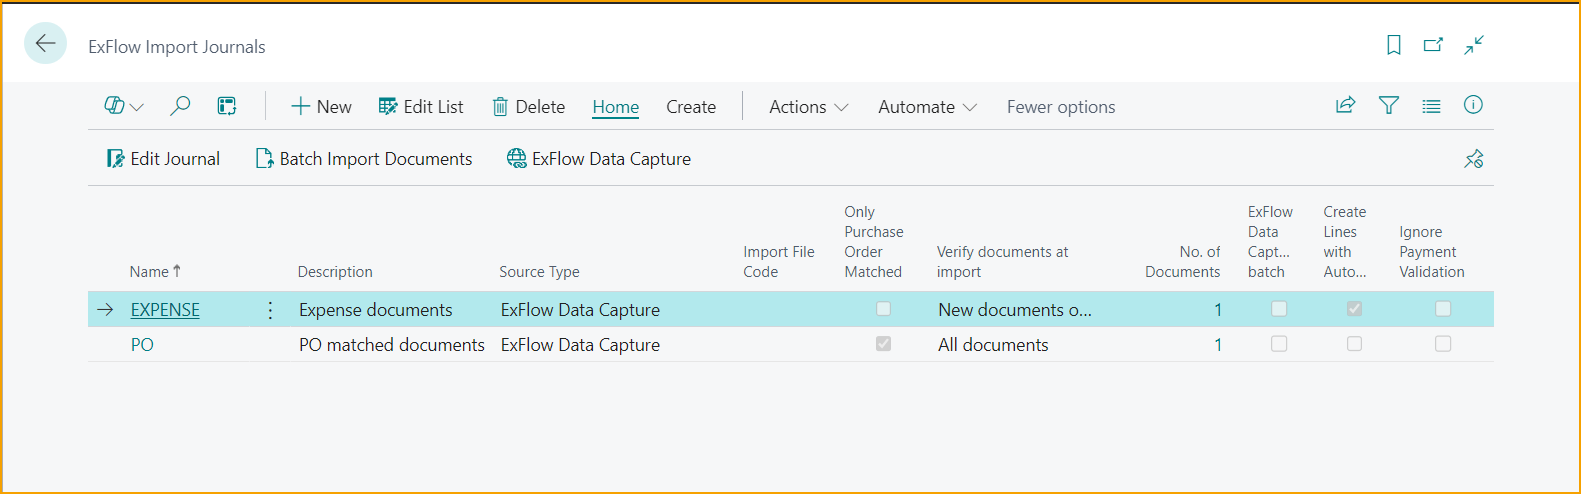 ExFlow Import Journals
New Edit List Delete Home Create Actions Automate Fewer options
Edit Journal Batch Import Documents ExFlow Data Capture
Name ↑
Description
Source Type
Import File
Code
Only
Purchase
Order
Matched
Verify documents at
import
No. of
Documents
ExFlow
Data
Capt...
batch
Create
Lines
with
Auto...
Ignore
Payment
Validation
EXPENSE Expense documents ExFlow Data Capture New documents o... 1
PO PO matched documents ExFlow Data Capture All documents 1